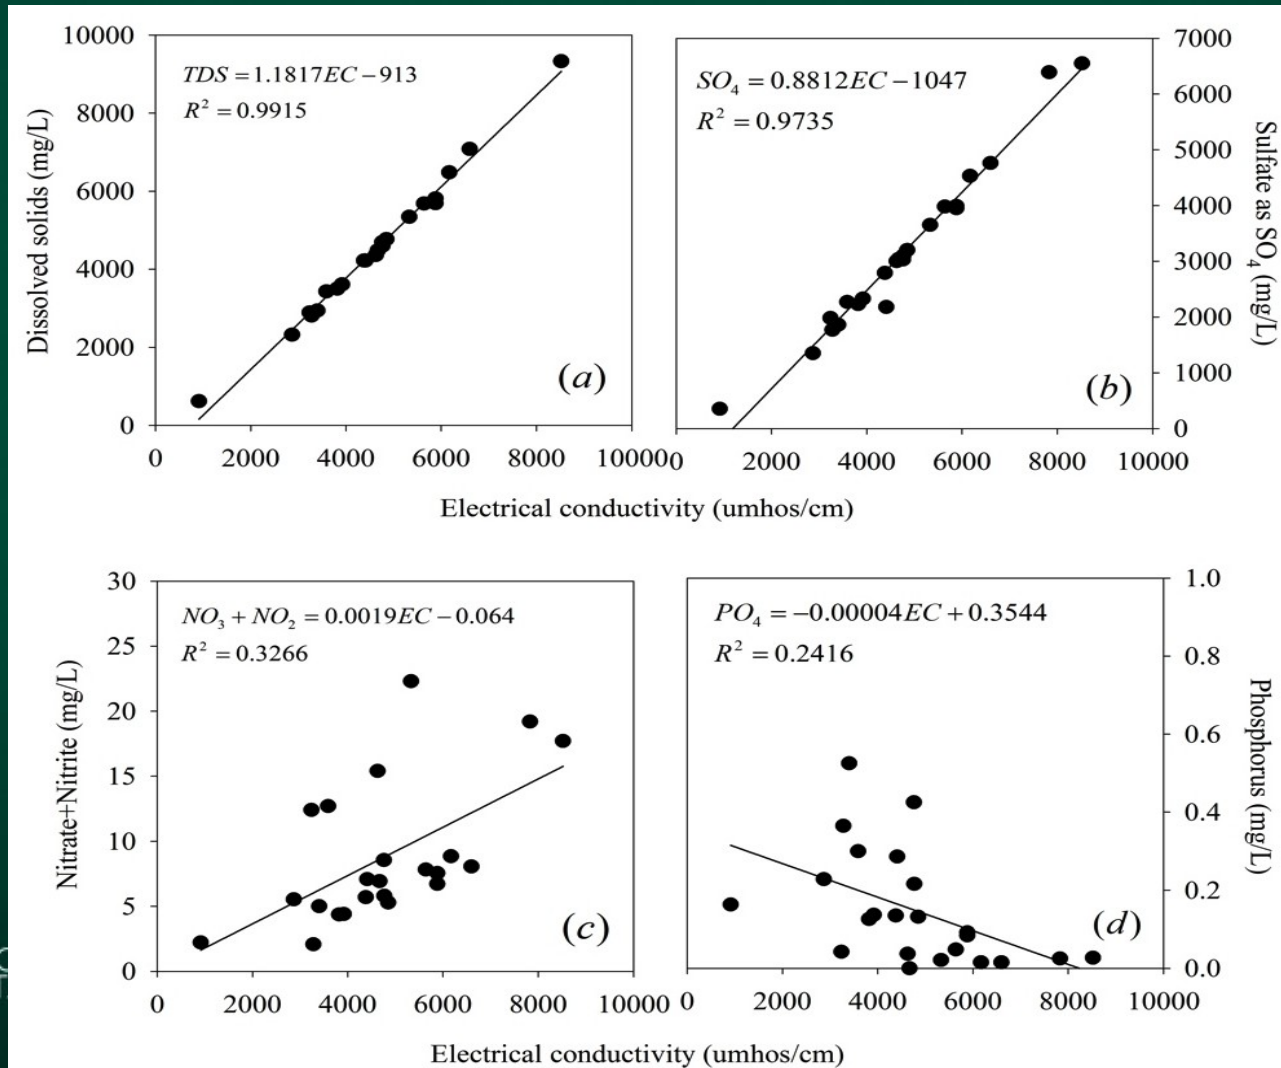 10000
8000
6000
4000
2000
0
Dissolved solids (mg/L)
TDS = 1.1817EC − 913
R² = 0.9915
(a)
0 2000 4000 6000 8000 10000
7000
6000
5000
4000
3000
2000
1000
0
Sulfate as SO₄ (mg/L)
SO₄ = 0.8812EC − 1047
R² = 0.9735
(b)
0 2000 4000 6000 8000 10000
Electrical conductivity (umhos/cm)
30
25
20
15
10
5
0
Nitrate+Nitrite (mg/L)
NO₃ + NO₂ = 0.0019EC − 0.064
R² = 0.3266
(c)
0 2000 4000 6000 8000 10000
1.0
0.8
0.6
0.4
0.2
0.0
Phosphorus (mg/L)
PO₄ = −0.00004EC + 0.3544
R² = 0.2416
(d)
0 2000 4000 6000 8000 10000
Electrical conductivity (umhos/cm)